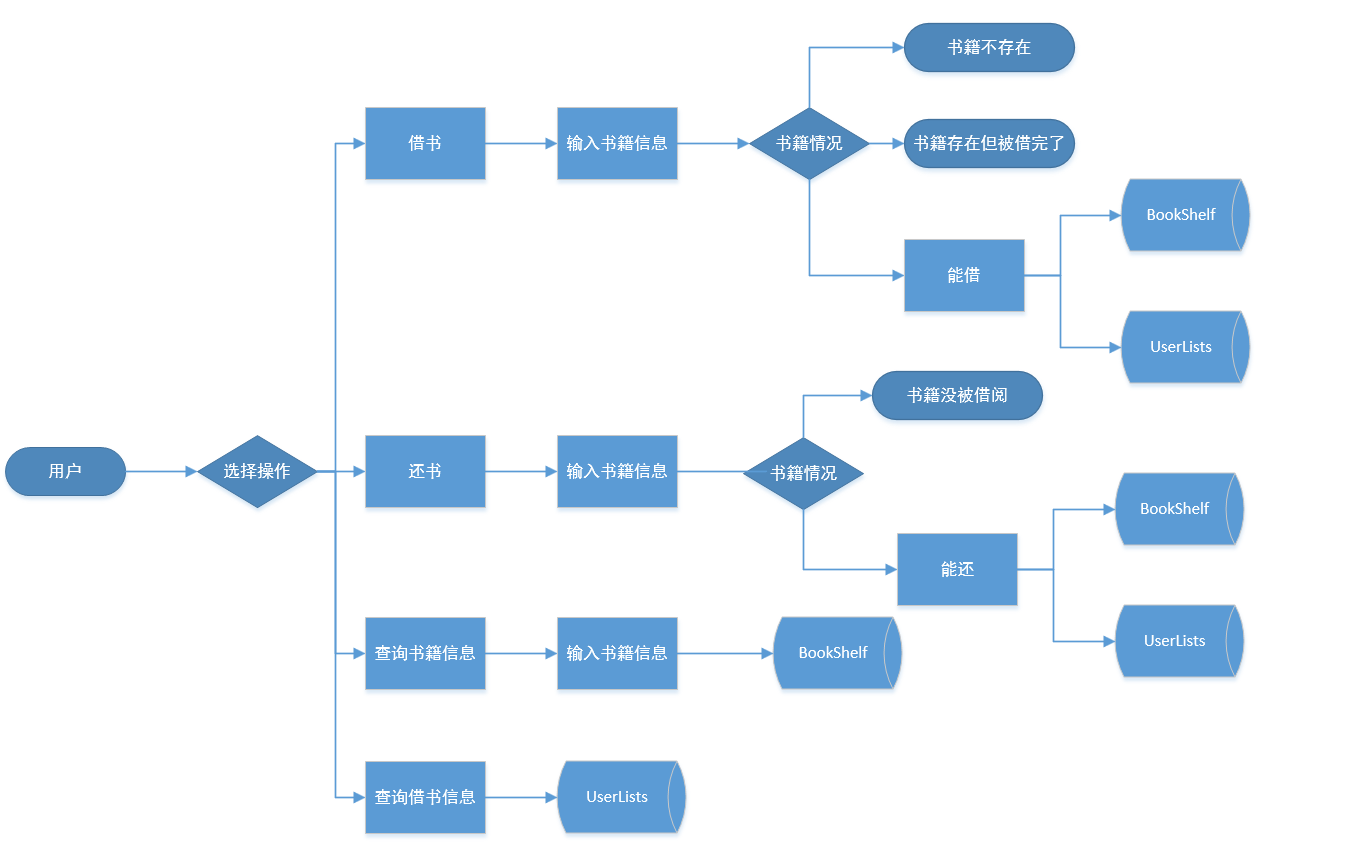 书籍不存在
借书
输入书籍信息
书籍情况
书籍存在但被借完了
BookShelf
能借
UserLists
书籍没被借阅
用户
选择操作
还书
输入书籍信息
书籍情况
BookShelf
能还
UserLists
查询书籍信息
输入书籍信息
BookShelf
查询借书信息
UserLists